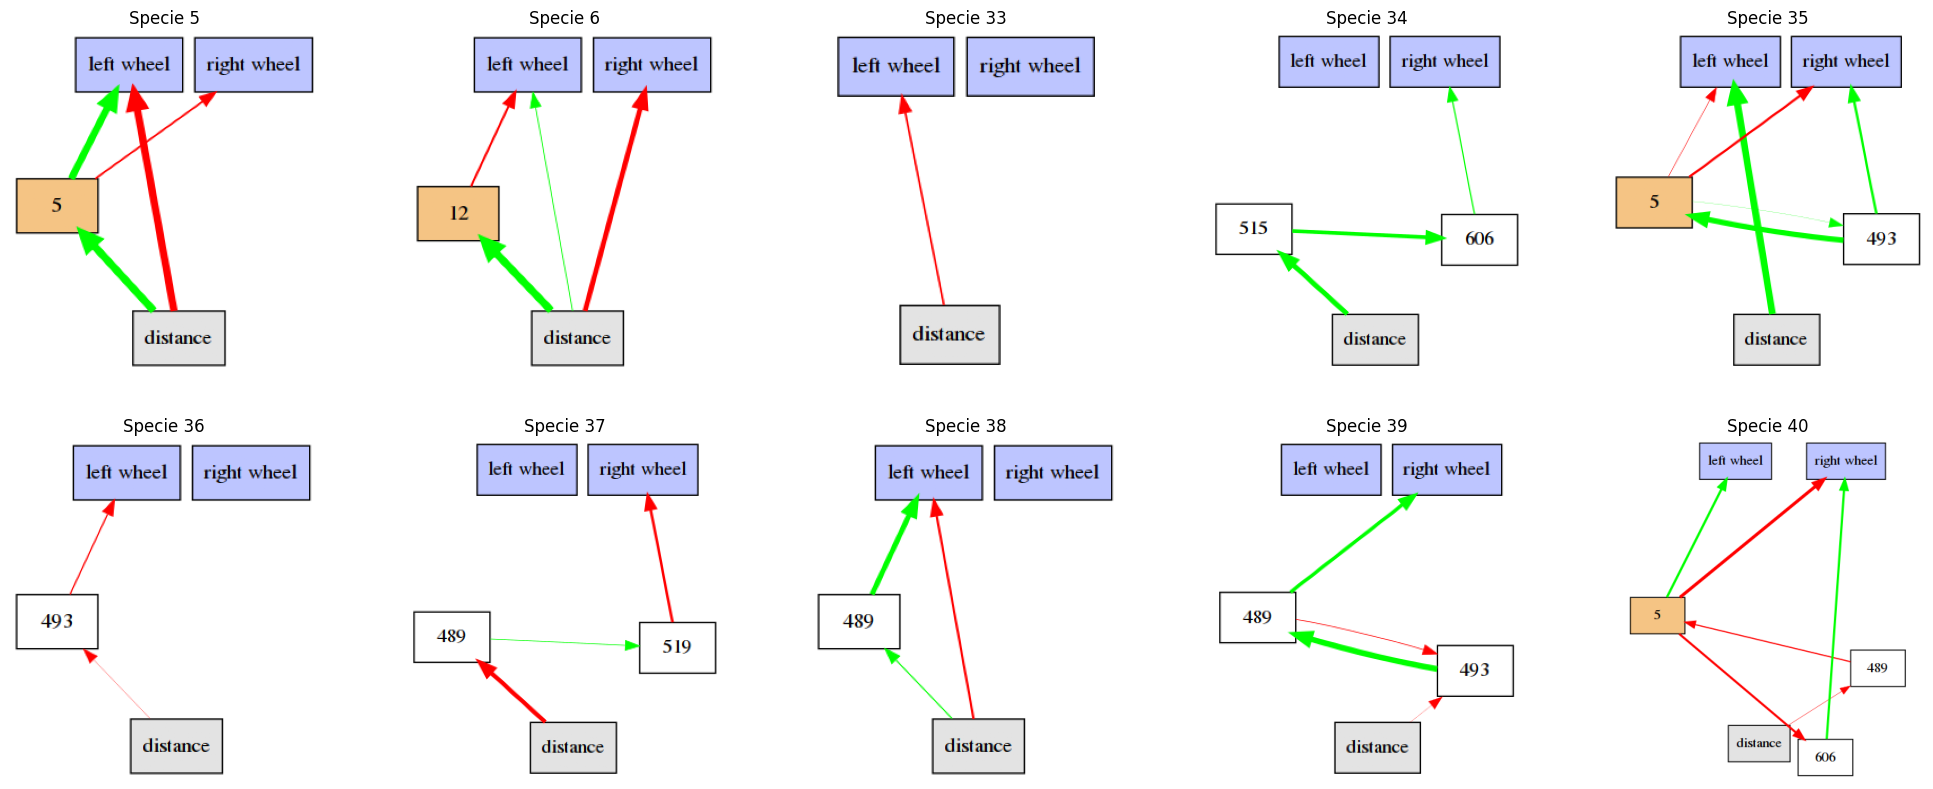 Specie 5
left wheel
right wheel
5
distance
Specie 6
left wheel
right wheel
12
distance
Specie 33
left wheel
right wheel
distance
Specie 34
left wheel
right wheel
515
606
distance
Specie 35
left wheel
right wheel
5
493
distance
Specie 36
left wheel
right wheel
493
distance
Specie 37
left wheel
right wheel
489
519
distance
Specie 38
left wheel
right wheel
489
distance
Specie 39
left wheel
right wheel
489
493
distance
Specie 40
left wheel
right wheel
5
489
distance
606